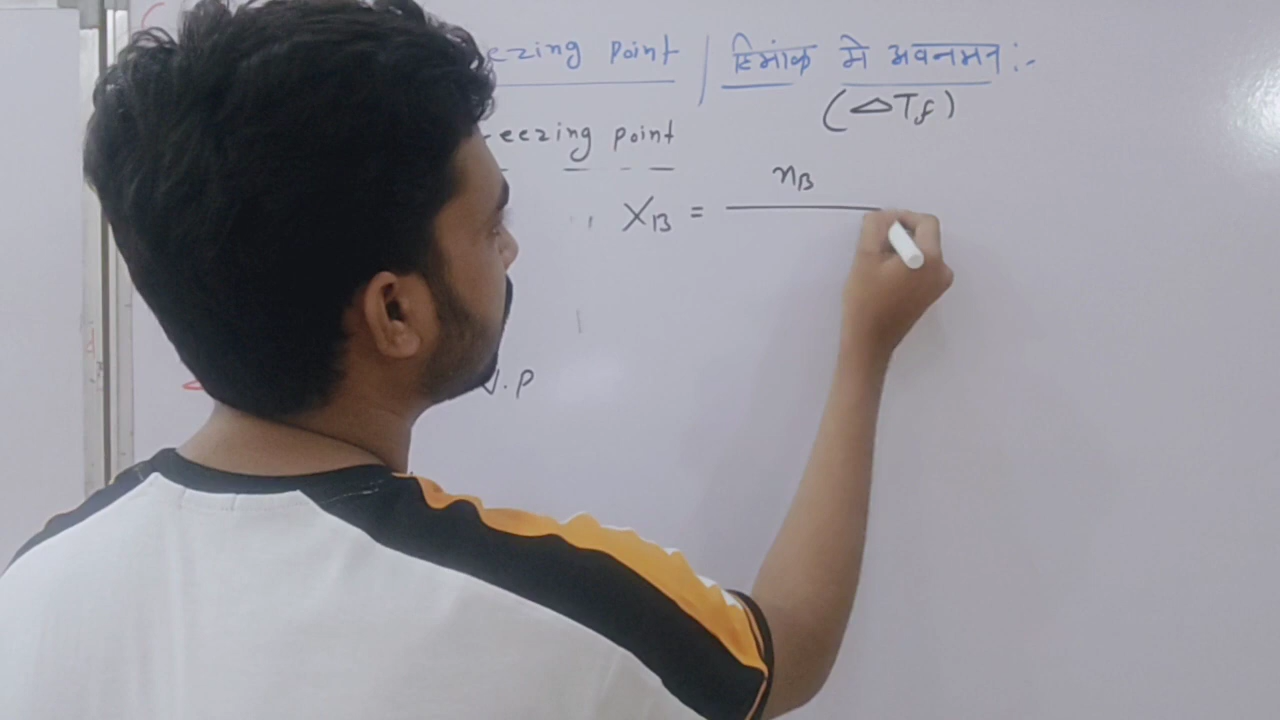 ezing Point / हिमांक मे अवनमन :-
(△Tf)
eezing point
XB = nB
V.P